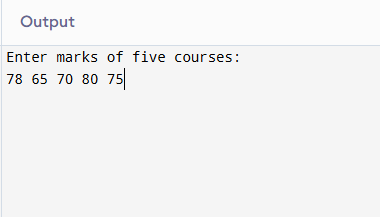 Output
Enter marks of five courses:
78 65 70 80 75